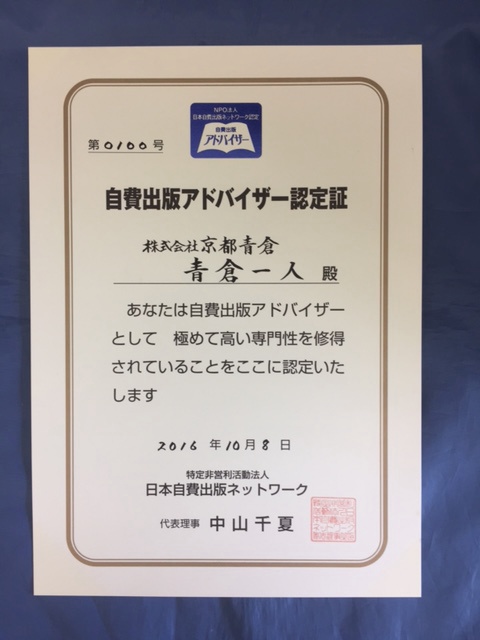 NPO法人
日本自費出版ネットワーク認定
自費出版
アドバイザー
第0100号
自費出版アドバイザー認定証
株式会社京都青倉
青倉一人 殿
あなたは自費出版アドバイザー
として 極めて高い専門性を修得
されていることをここに認定いた
します
2016 年 10 月 8 日
特定非営利活動法人
日本自費出版ネットワーク
代表理事 中山千夏